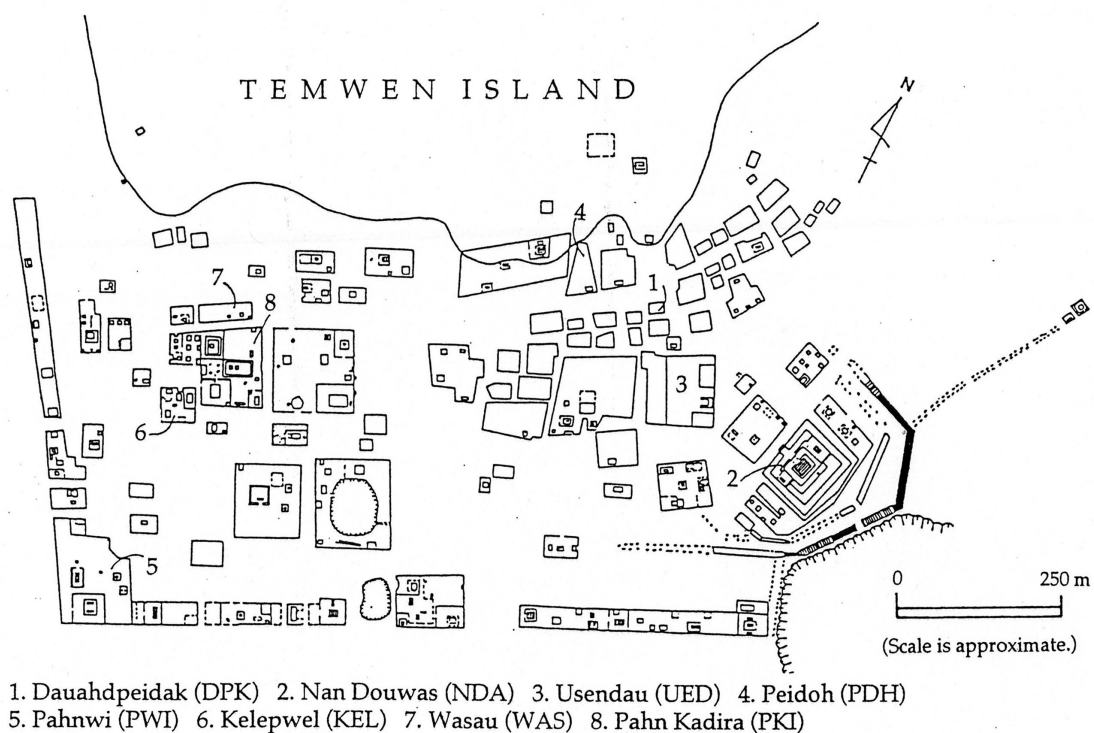 TEMWEN ISLAND
N
4
7
8
1
3
6
2
5
0 250 m
(Scale is approximate.)
1. Dauahdpeidak (DPK) 2. Nan Douwas (NDA) 3. Usendau (UED) 4. Peidoh (PDH)
5. Pahnwi (PWI) 6. Kelepwel (KEL) 7. Wasau (WAS) 8. Pahn Kadira (PKI)